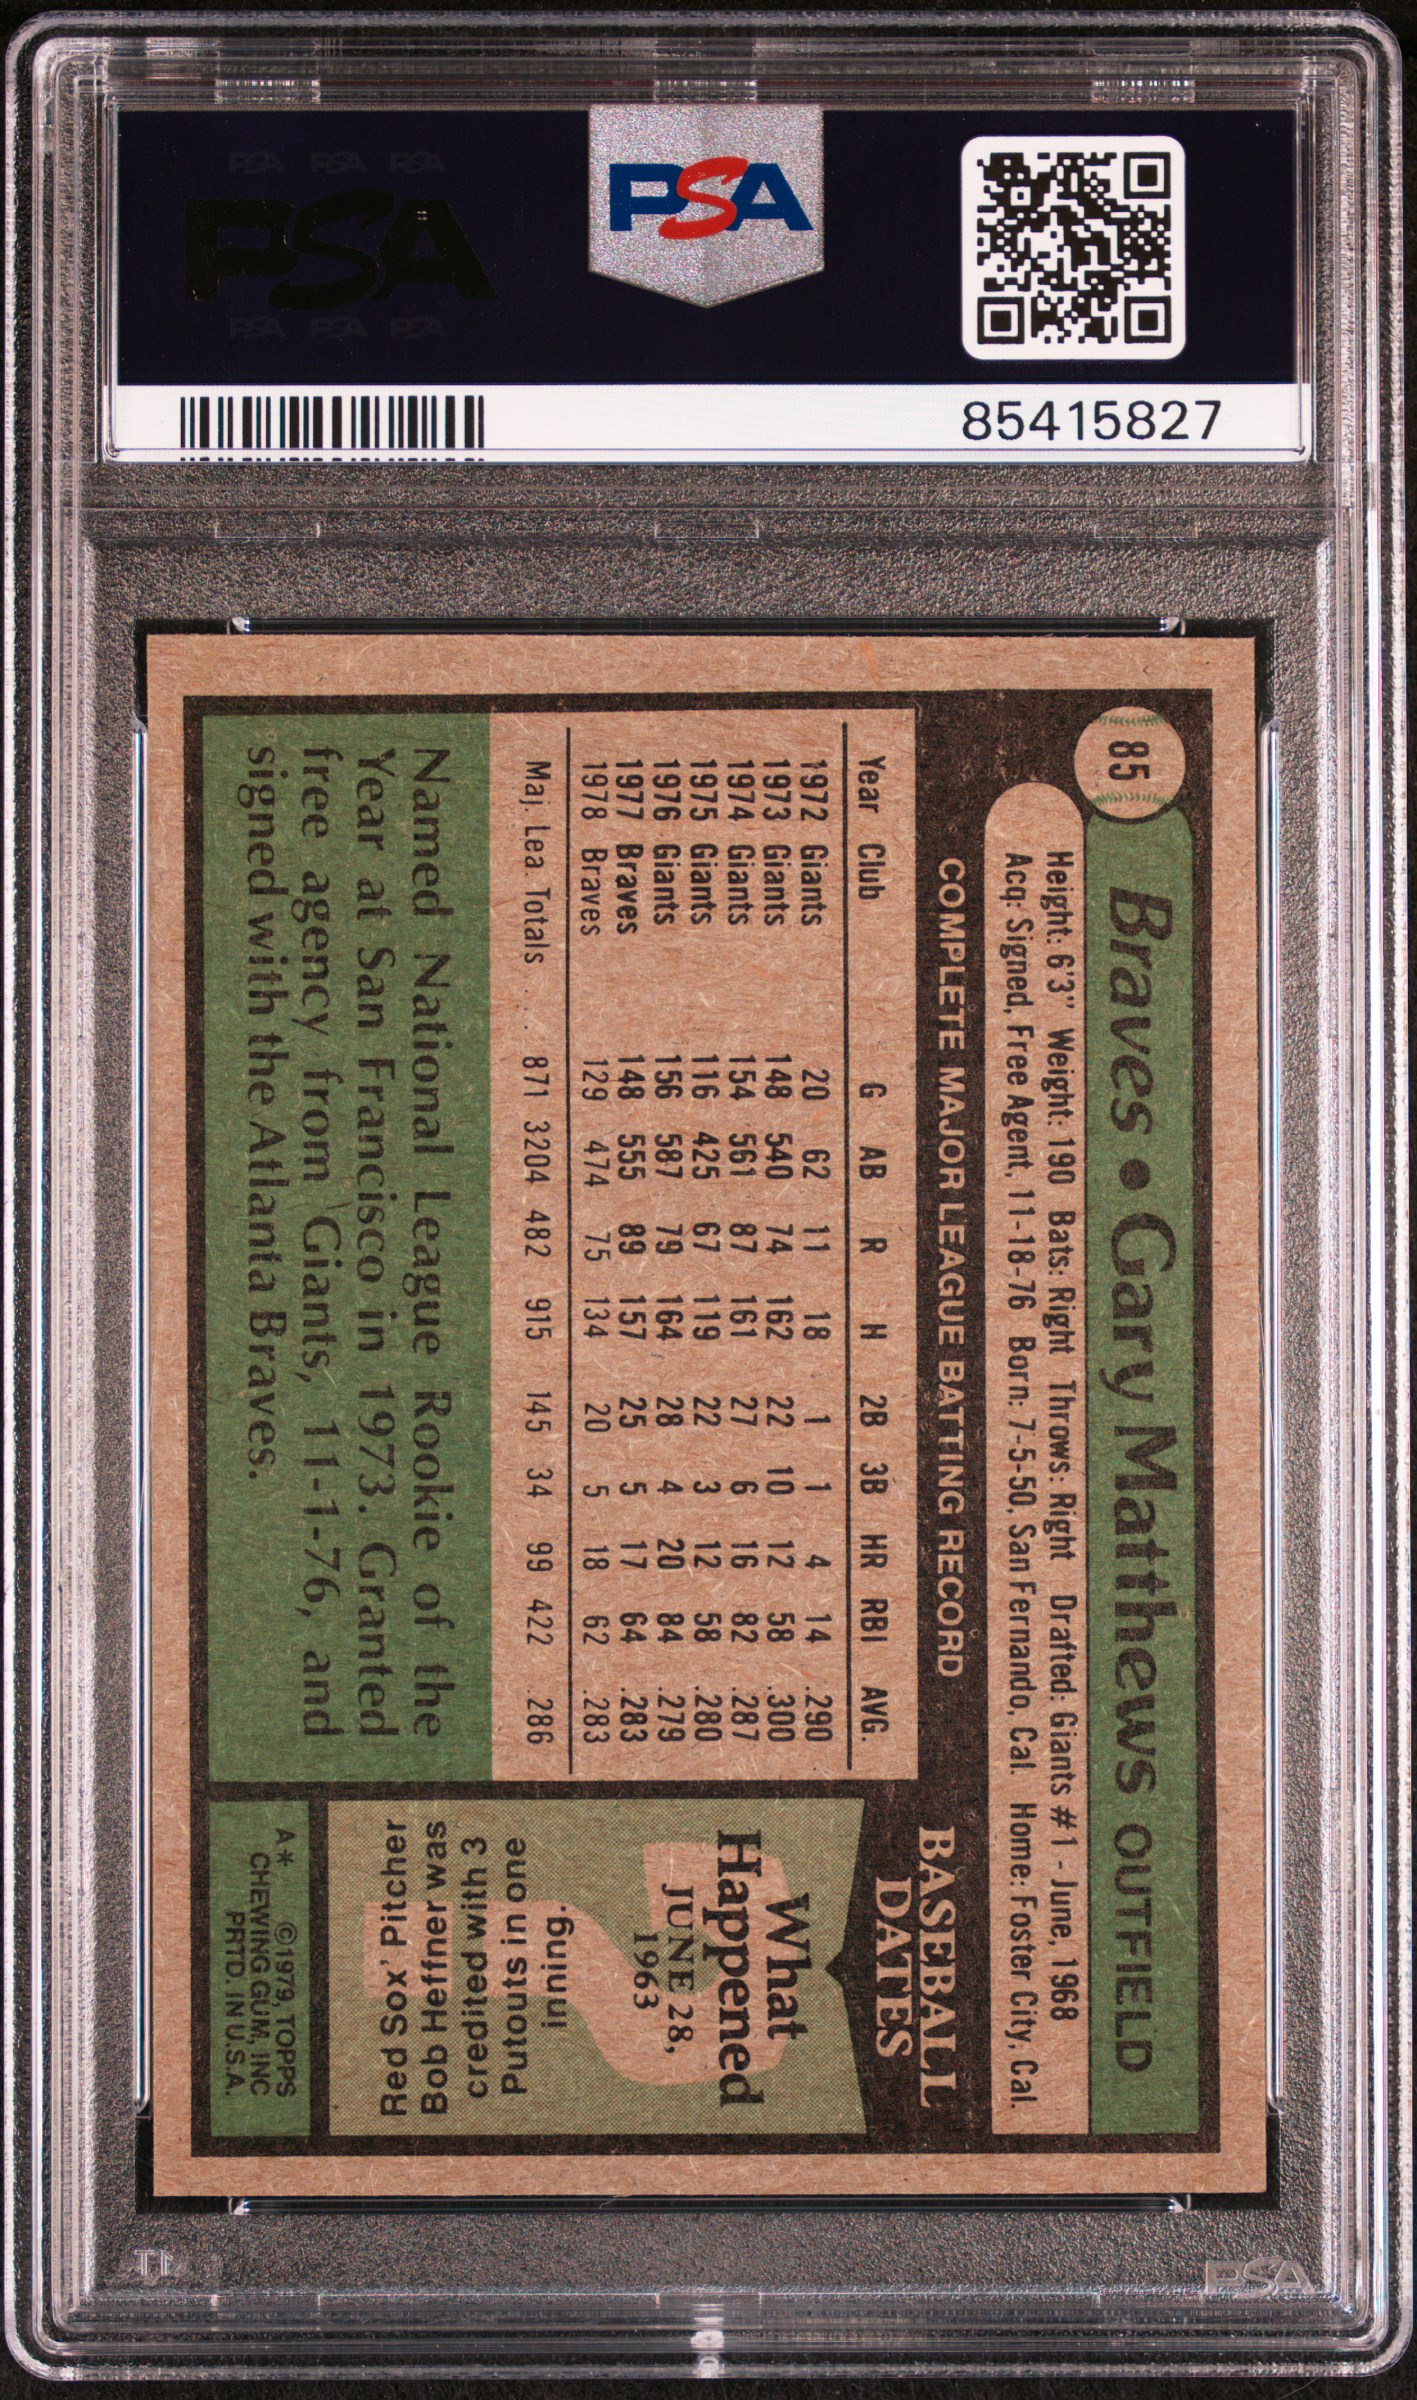 PSA PSA PSA
PSA
PSA PSA PSA
PSA
85415827
85
Braves • Gary Matthews OUTFIELD
Height: 6'3" Weight: 190 Bats: Right Throws: Right Drafted: Giants #1 - June, 1968
Acq: Signed, Free Agent, 11-18-76 Born: 7-5-50, San Fernando, Cal. Home: Foster City, Cal.
COMPLETE MAJOR LEAGUE BATTING RECORD
Year Club G AB R H 2B 3B HR RBI AVG.
1972 Giants 20 62 11 18 1 1 4 14 .290
1973 Giants 148 540 74 162 22 10 12 58 .300
1974 Giants 154 561 87 161 27 6 16 82 .287
1975 Giants 116 425 67 119 22 3 12 58 .280
1976 Giants 156 587 79 164 28 4 20 84 .279
1977 Braves 148 555 89 157 25 5 17 64 .283
1978 Braves 129 474 75 134 20 5 18 62 .283
Maj. Lea. Totals . . 871 3204 482 915 145 34 99 422 .286
Named National League Rookie of the
Year at San Francisco in 1973. Granted
free agency from Giants, 11-1-76, and
signed with the Atlanta Braves.
BASEBALL
DATES
What
Happened
JUNE 28,
1963
?
Red Sox' Pitcher
Bob Heffner was
credited with 3
Putouts in one
inning.
A* ©1979, TOPPS
CHEWING GUM, INC
PRTD. IN U.S.A.
PSA